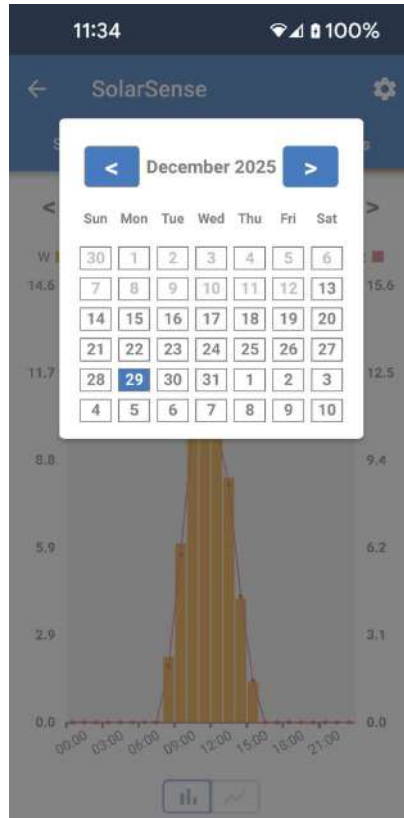 11:34 100%
SolarSense
< December 2025 >
< >
Sun Mon Tue Wed Thu Fri Sat
W
30 1 2 3 4 5 6
14.6 15.6
7 8 9 10 11 12 13
14 15 16 17 18 19 20
21 22 23 24 25 26 27
11.7 12.5
28 29 30 31 1 2 3
4 5 6 7 8 9 10
8.8 9.4
5.9 6.2
2.9 3.1
0.0 0.0
00:00 03:00 06:00 09:00 12:00 15:00 18:00 21:00